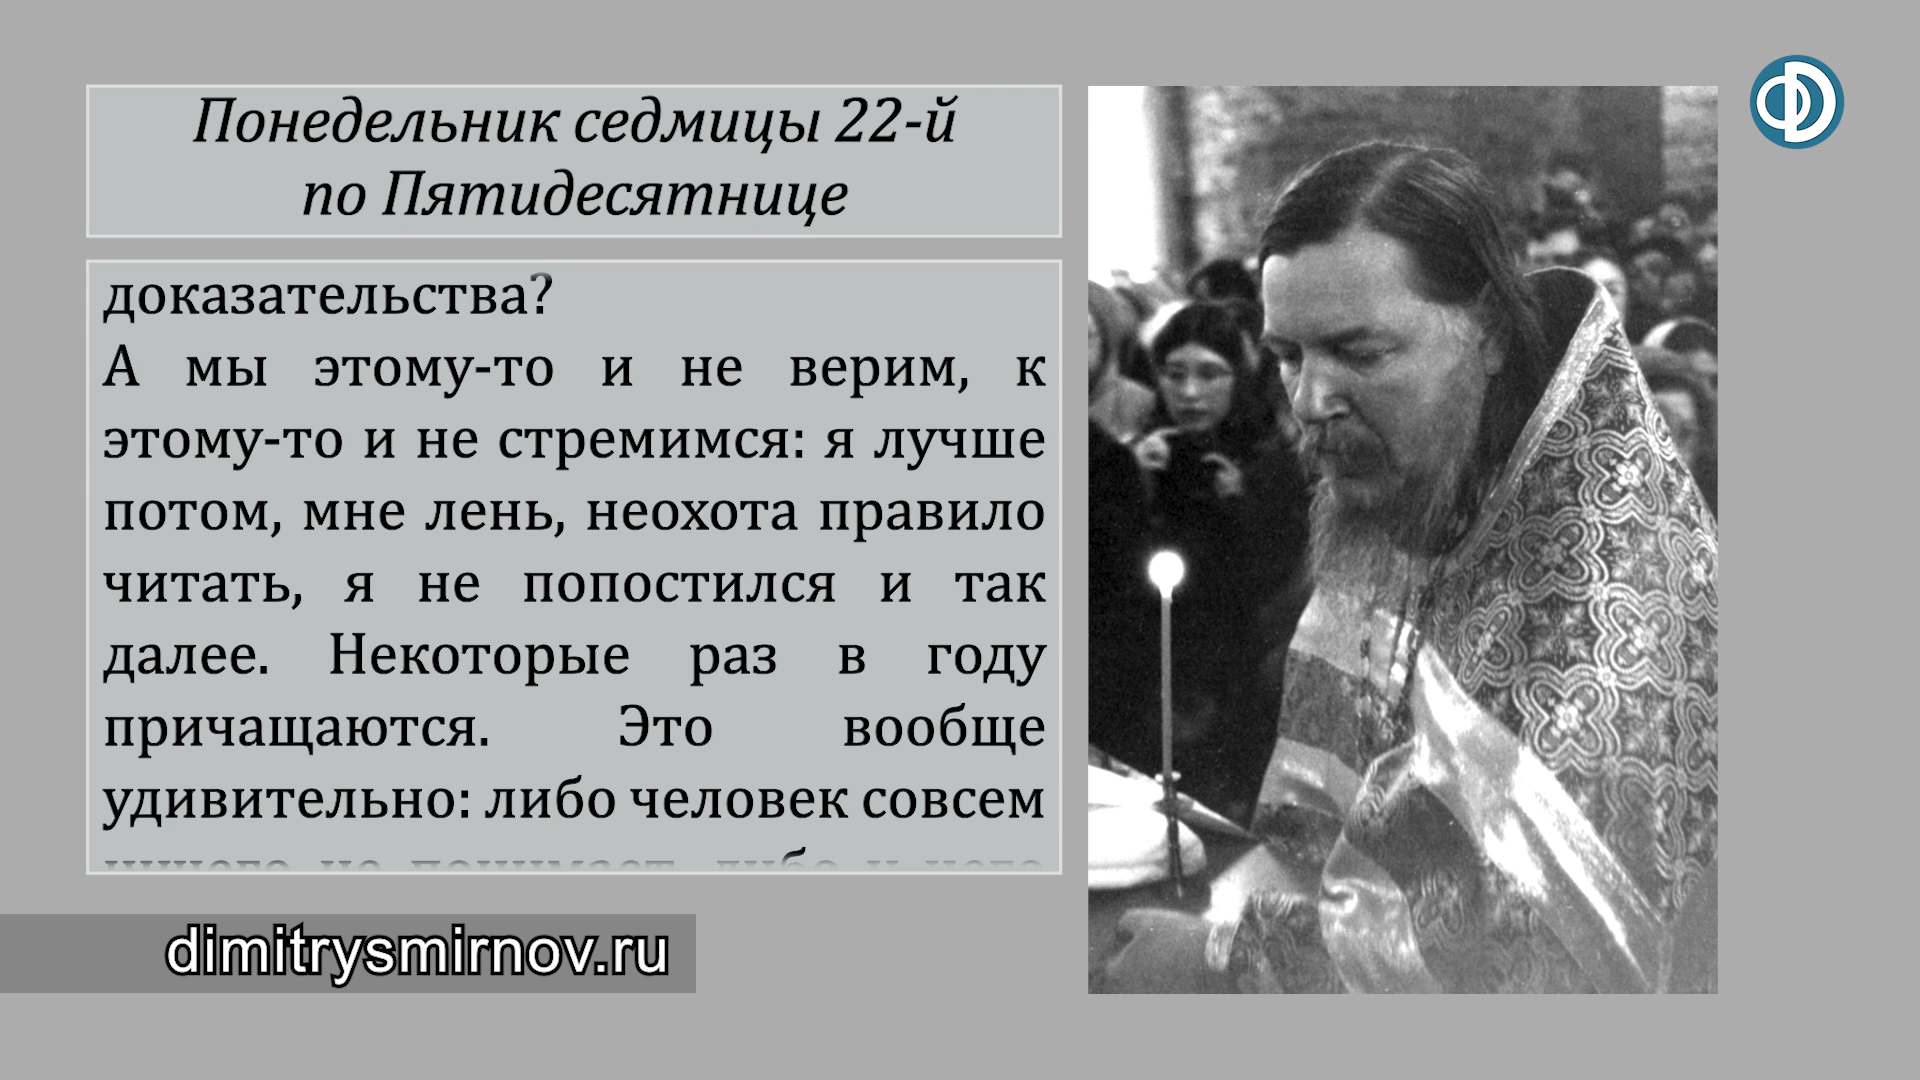 Понедельник седмицы 22-й
по Пятидесятнице
доказательства?
А мы этому-то и не верим, к
этому-то и не стремимся: я лучше
потом, мне лень, неохота правило
читать, я не попостился и так
далее. Некоторые раз в году
причащаются. Это вообще
удивительно: либо человек совсем
dimitrysmirnov.ru